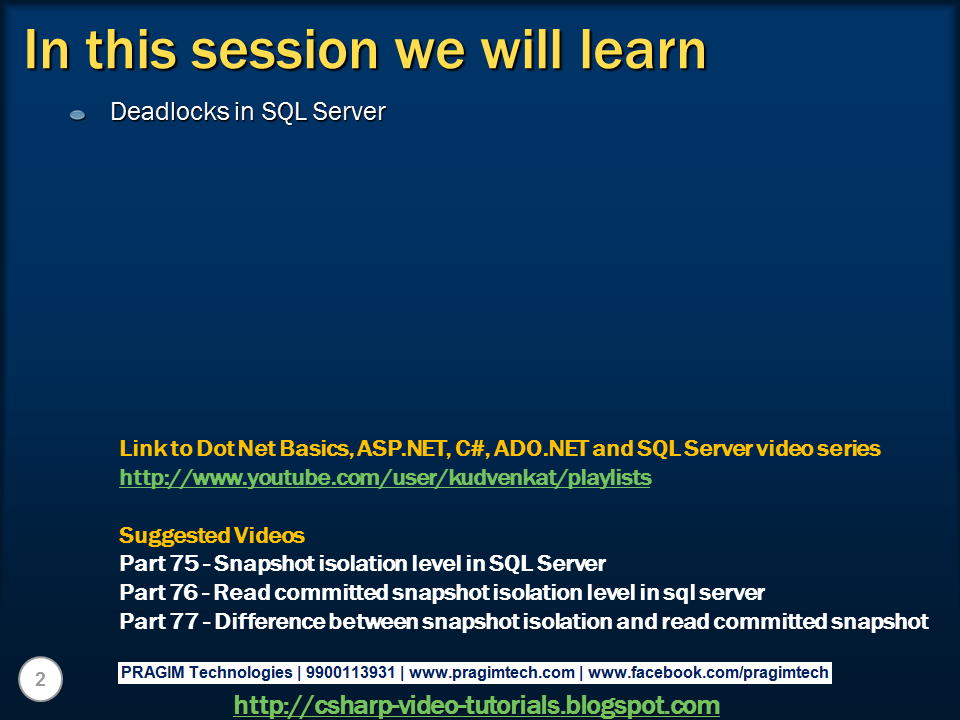 In this session we will learn
Deadlocks in SQL Server
Link to Dot Net Basics, ASP.NET, C#, ADO.NET and SQL Server video series
http://www.youtube.com/user/kudvenkat/playlists
Suggested Videos
Part 75 - Snapshot isolation level in SQL Server
Part 76 - Read committed snapshot isolation level in sql server
Part 77 - Difference between snapshot isolation and read committed snapshot
2
PRAGIM Technologies | 9900113931 | www.pragimtech.com | www.facebook.com/pragimtech
http://csharp-video-tutorials.blogspot.com